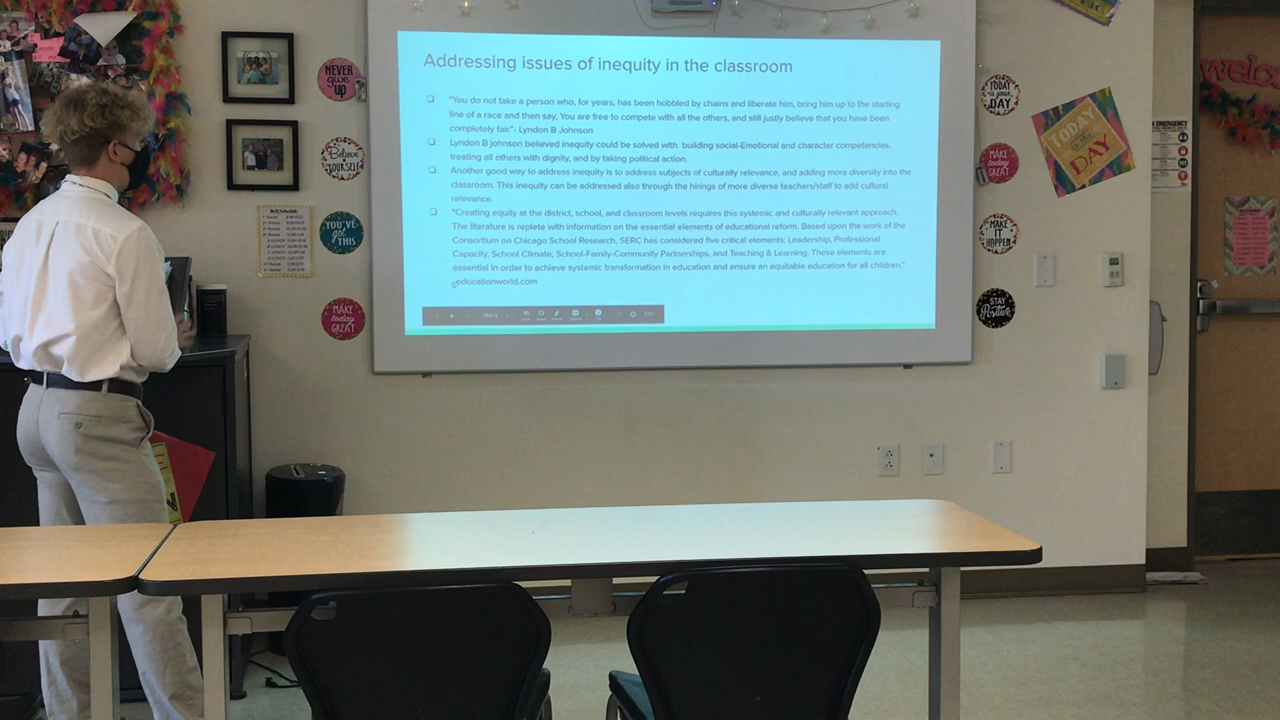 Addressing issues of inequity in the classroom
"You do not take a person who, for years, has been hobbled by chains and liberate him, bring him up to the starting
line of a race and then say, You are free to compete with all the others, and still justly believe that you have been
completely fair."- Lyndon B Johnson
Lyndon B johnson believed inequity could be solved with building social-Emotional and character competencies,
treating all others with dignity, and by taking political action.
Another good way to address inequity is to address subjects of culturally relevance, and adding more diversity into the
classroom. This inequity can be addressed also through the hirings of more diverse teachers/staff to add cultural
relevance.
"Creating equity at the district, school, and classroom levels requires this systemic and culturally relevant approach.
The literature is replete with information on the essential elements of educational reform. Based upon the work of the
Consortium on Chicago School Research, SERC has considered five critical elements: Leadership, Professional
Capacity, School Climate, School-Family-Community Partnerships, and Teaching & Learning. These elements are
essential in order to achieve systemic transformation in education and ensure an equitable education for all children."
educationworld.com
NEVER
give
up
Believe
in
YOURSELF
Bell Schedule
YOU'VE
got
THIS
MAKE
today
GREAT
TODAY
is your
DAY
MAKE
today
GREAT
MAKE
IT
HAPPEN
STAY
Positive
TODAY
is the
DAY
EMERGENCY
welco